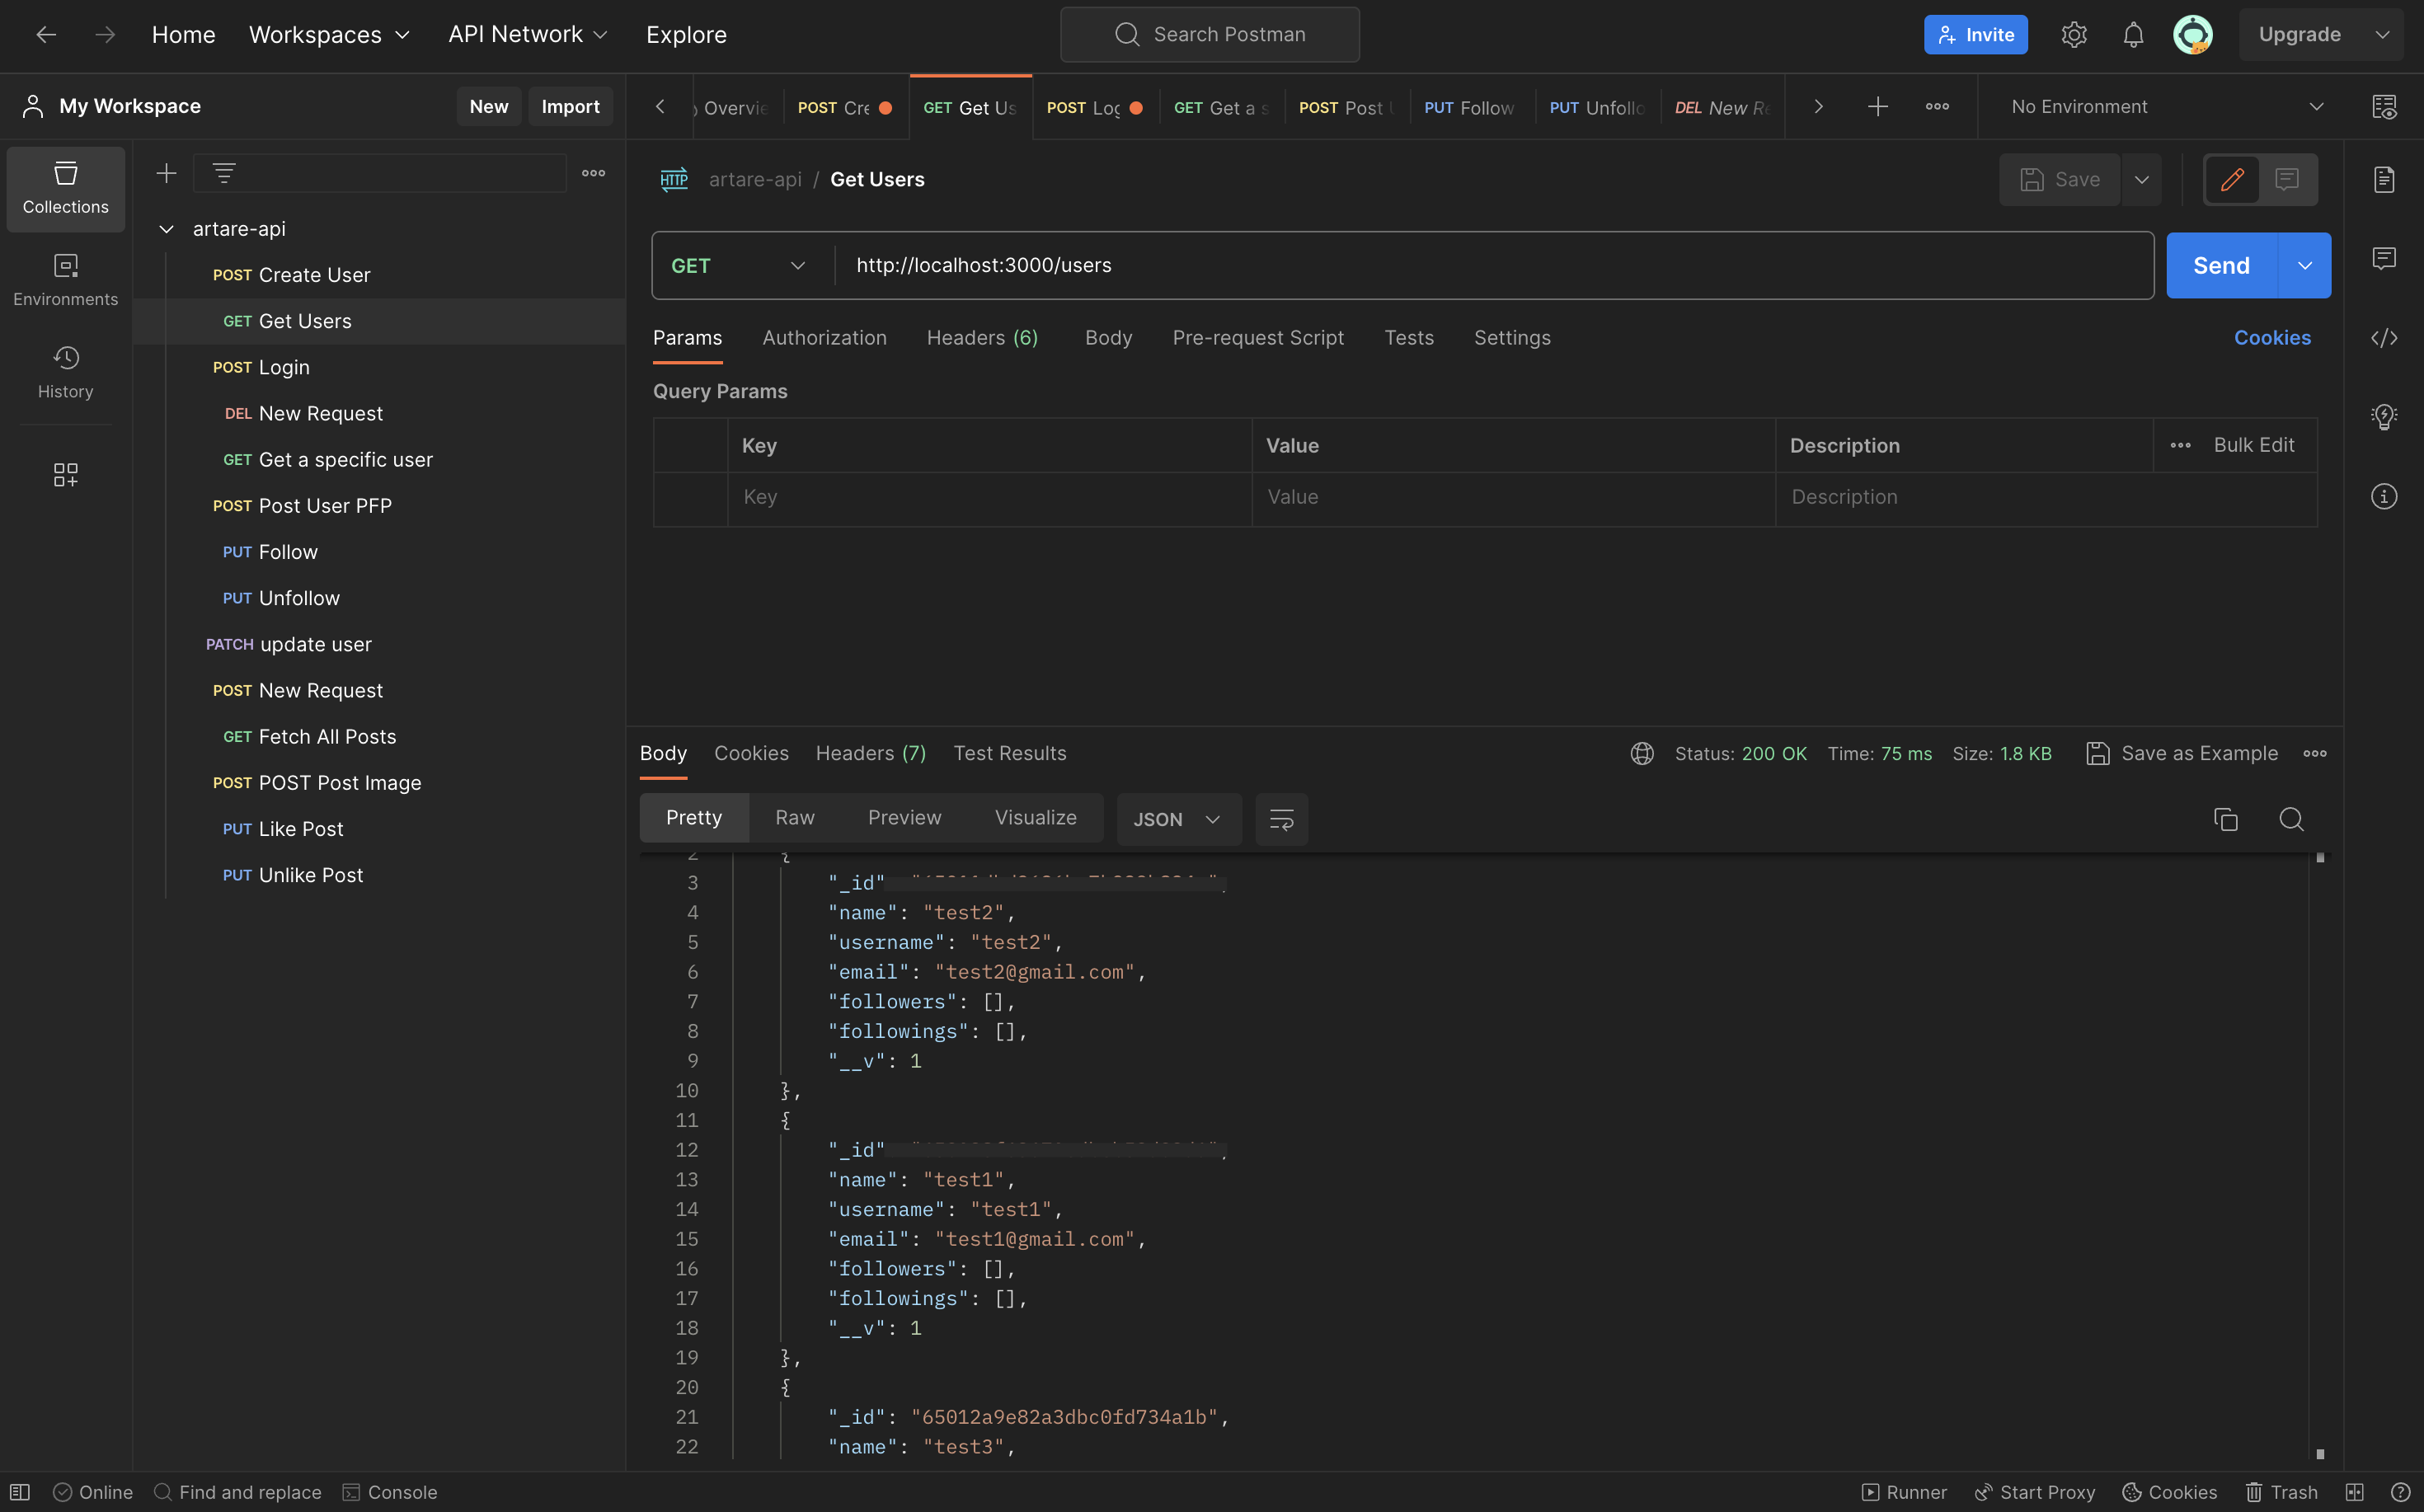 Home Workspaces API Network Explore Search Postman Invite Upgrade
My Workspace New Import
Overvie POST Cre GET Get Us POST Log GET Get a s POST Post PUT Follow PUT Unfollo DEL New Re No Environment
Collections
Environments
History
artare-api
POST Create User
GET Get Users
POST Login
DEL New Request
GET Get a specific user
POST Post User PFP
PUT Follow
PUT Unfollow
PATCH update user
POST New Request
GET Fetch All Posts
POST POST Post Image
PUT Like Post
PUT Unlike Post
HTTP artare-api / Get Users Save
GET http://localhost:3000/users Send
Params Authorization Headers (6) Body Pre-request Script Tests Settings Cookies
Query Params
Key Value Description Bulk Edit
Key Value Description
Body Cookies Headers (7) Test Results Status: 200 OK Time: 75 ms Size: 1.8 KB Save as Example
Pretty Raw Preview Visualize JSON
2 {
3 "_id"
4 "name": "test2",
5 "username": "test2",
6 "email": "test2@gmail.com",
7 "followers": [],
8 "followings": [],
9 "__v": 1
10 },
11 {
12 "_id"
13 "name": "test1",
14 "username": "test1",
15 "email": "test1@gmail.com",
16 "followers": [],
17 "followings": [],
18 "__v": 1
19 },
20 {
21 "_id": "65012a9e82a3dbc0fd734a1b",
22 "name": "test3",
Online Find and replace Console Runner Start Proxy Cookies Trash